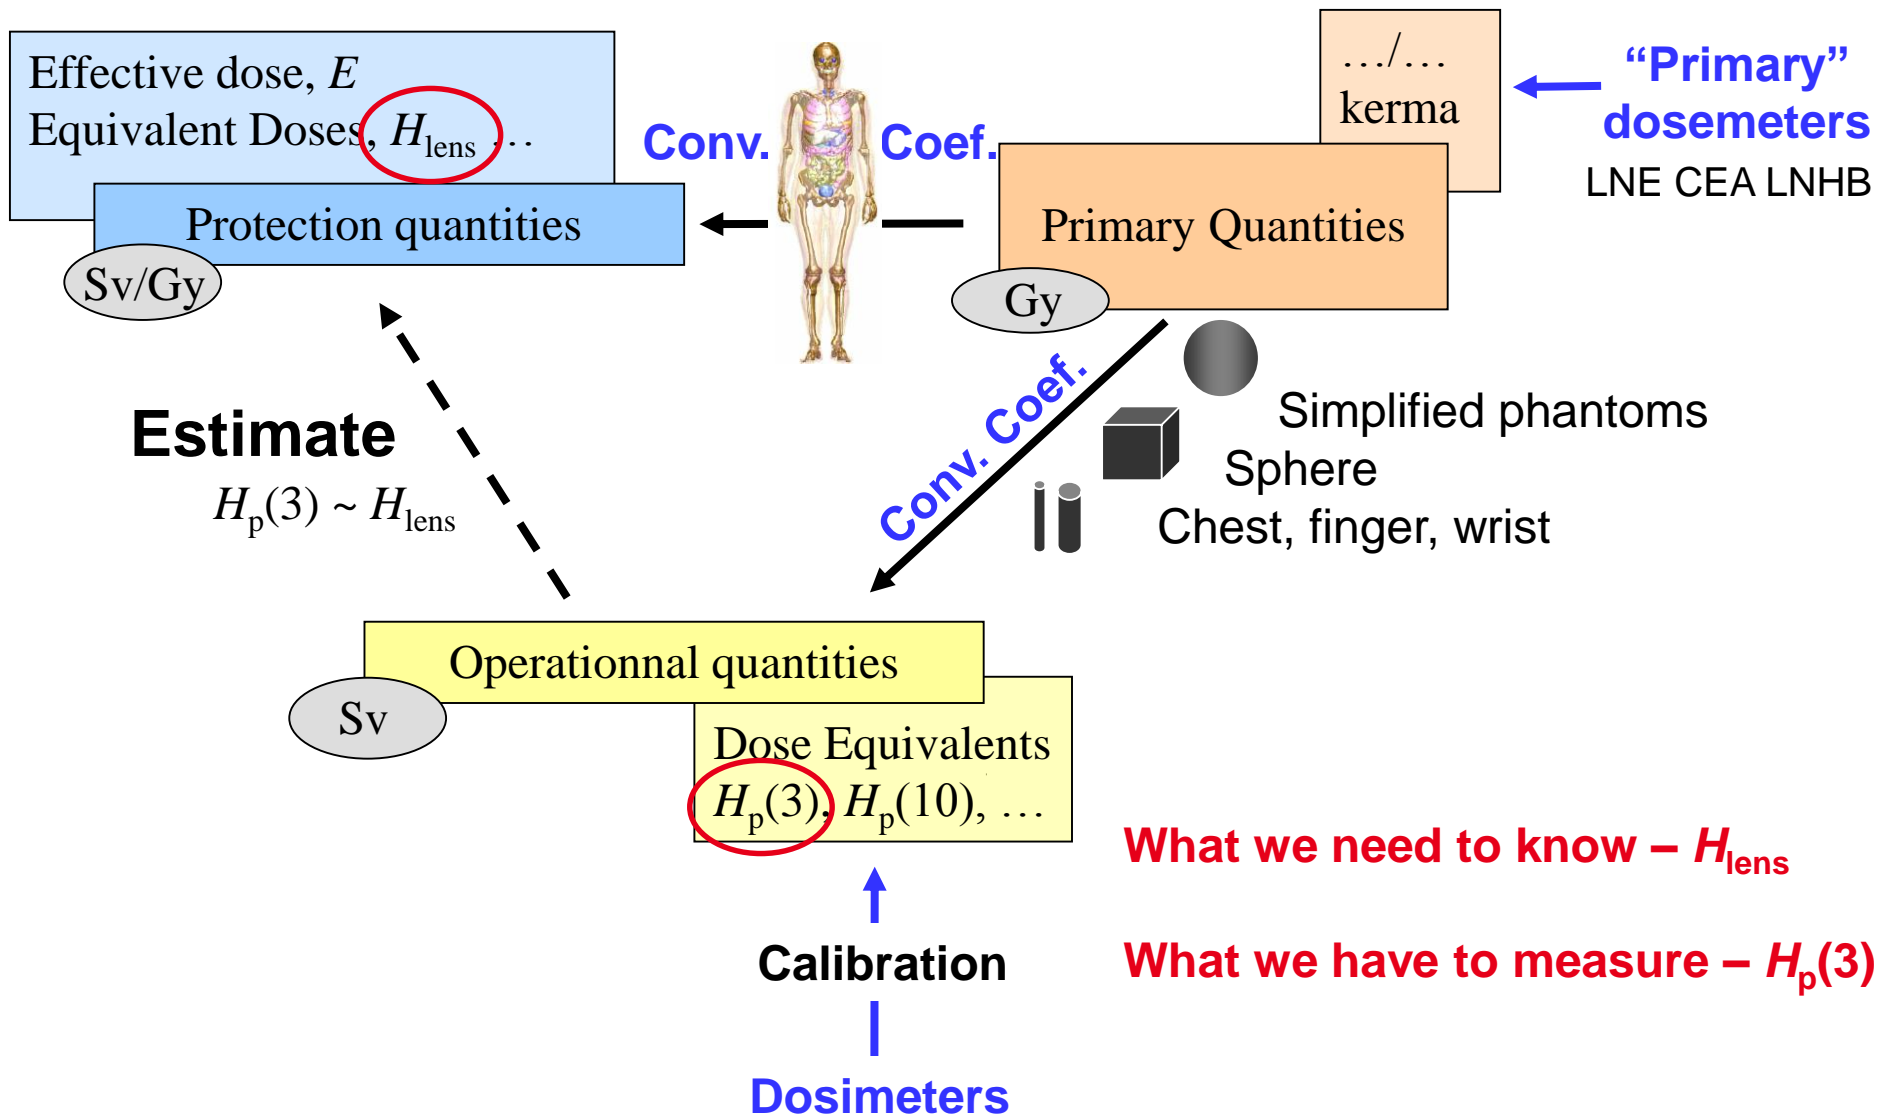 Effective dose, E
Equivalent Doses, Hlens ...
Protection quantities
Sv/Gy
Conv. Coef.
…/…
kerma
Primary Quantities
Gy
“Primary”
dosemeters
LNE CEA LNHB
Estimate
Hp(3) ~ Hlens
Conv. Coef.
Simplified phantoms
Sphere
Chest, finger, wrist
Operationnal quantities
Sv
Dose Equivalents
Hp(3), Hp(10), …
What we need to know – Hlens
Calibration
What we have to measure – Hp(3)
Dosimeters